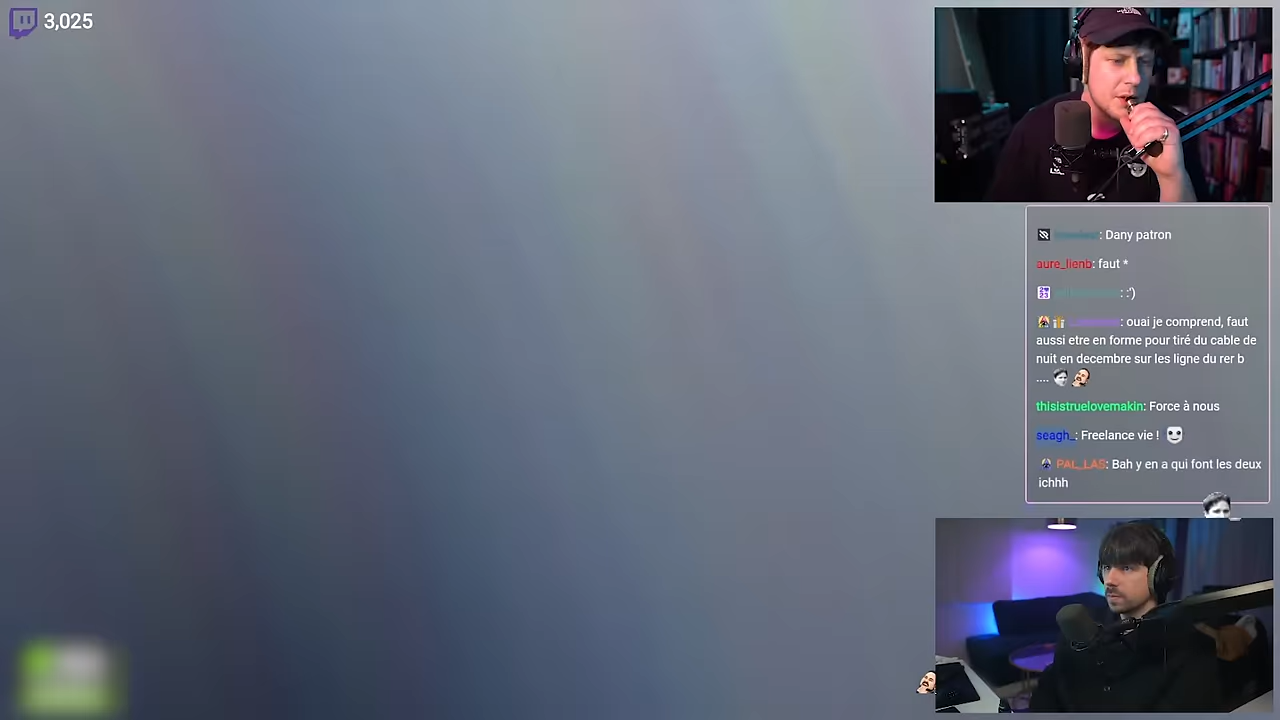 3,025
: Dany patron
aure_lienb: faut *
: :')
: ouai je comprend, faut
aussi etre en forme pour tiré du cable de
nuit en decembre sur les ligne du rer b
....
thisistruelovemakin: Force à nous
seagh_: Freelance vie !
PAL_LAS: Bah y en a qui font les deux
ichhh